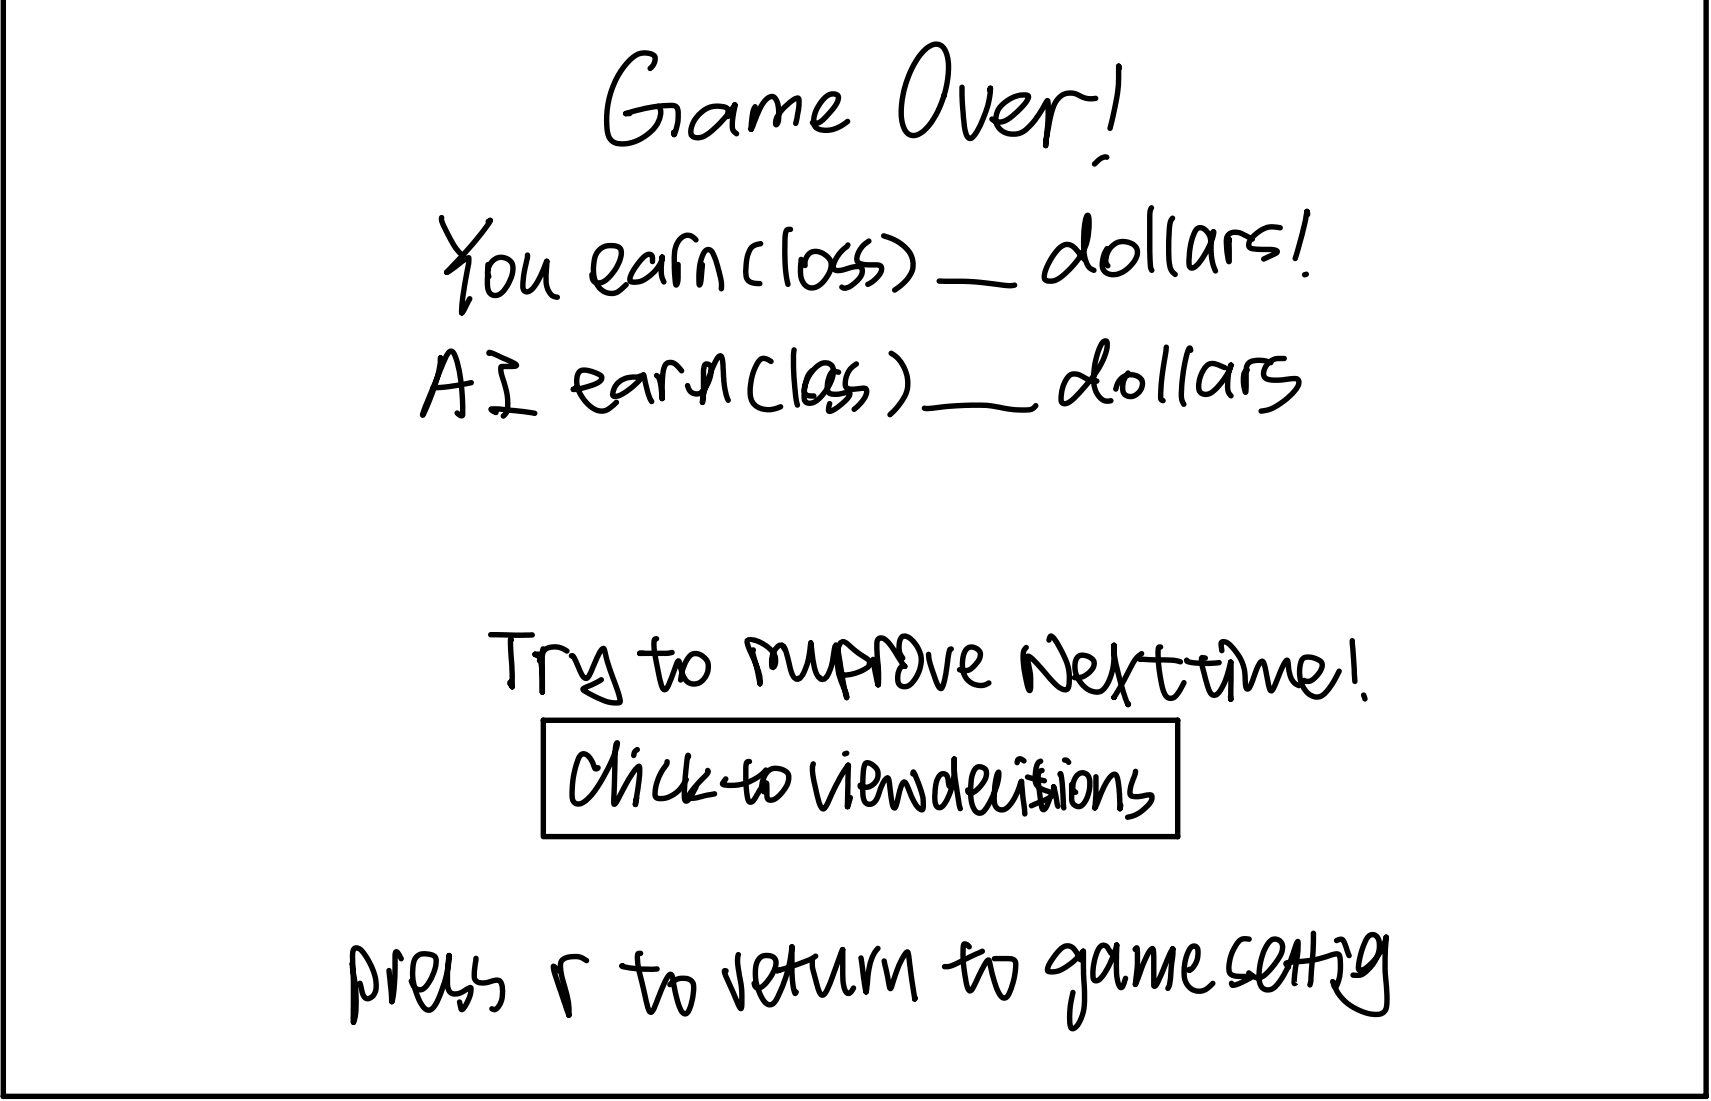 Game Over!
You earn(loss)__ dollars!
AI earn(loss)__ dollars
Try to improve Next time!
Click to view decisions
press r to return to game settig